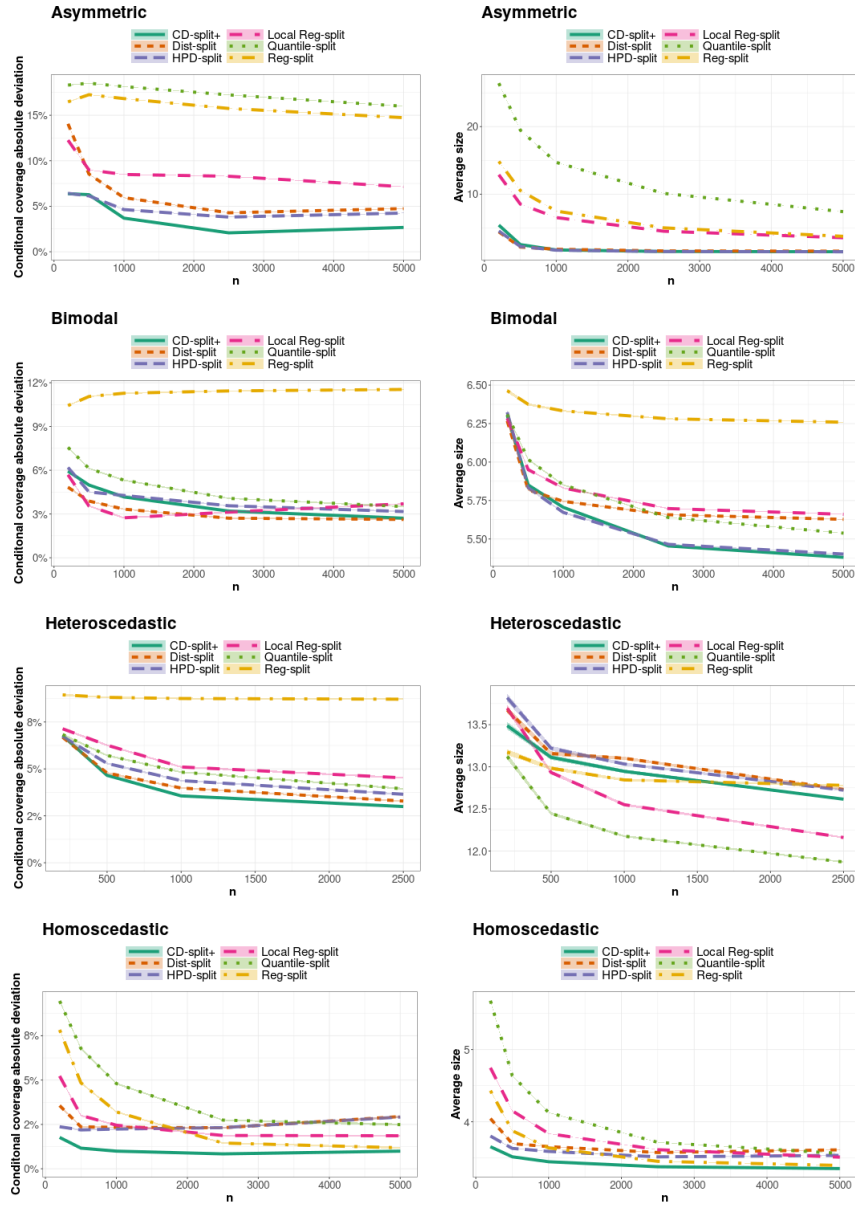 Asymmetric
CD-split+ Local Reg-split
Dist-split Quantile-split
HPD-split Reg-split
Conditonal coverage absolute deviation
15%
10%
5%
0%
0 1000 2000 3000 4000 5000
n
Asymmetric
CD-split+ Local Reg-split
Dist-split Quantile-split
HPD-split Reg-split
Average size
20
10
0 1000 2000 3000 4000 5000
n
Bimodal
CD-split+ Local Reg-split
Dist-split Quantile-split
HPD-split Reg-split
Conditonal coverage absolute deviation
12%
9%
6%
3%
0%
0 1000 2000 3000 4000 5000
n
Bimodal
CD-split+ Local Reg-split
Dist-split Quantile-split
HPD-split Reg-split
Average size
6.50
6.25
6.00
5.75
5.50
0 1000 2000 3000 4000 5000
n
Heteroscedastic
CD-split+ Local Reg-split
Dist-split Quantile-split
HPD-split Reg-split
Conditonal coverage absolute deviation
8%
5%
2%
0%
500 1000 1500 2000 2500
n
Heteroscedastic
CD-split+ Local Reg-split
Dist-split Quantile-split
HPD-split Reg-split
Average size
13.5
13.0
12.5
12.0
500 1000 1500 2000 2500
n
Homoscedastic
CD-split+ Local Reg-split
Dist-split Quantile-split
HPD-split Reg-split
Conditonal coverage absolute deviation
8%
5%
2%
0%
0 1000 2000 3000 4000 5000
n
Homoscedastic
CD-split+ Local Reg-split
Dist-split Quantile-split
HPD-split Reg-split
Average size
5
4
0 1000 2000 3000 4000 5000
n